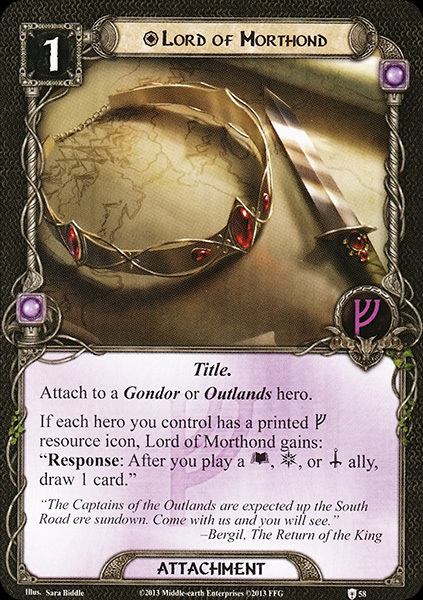 1
Lord of Morthond
Title.
Attach to a Gondor or Outlands hero.
If each hero you control has a printed
resource icon, Lord of Morthond gains:
“Response: After you play a , , or ally,
draw 1 card.”
“The Captains of the Outlands are expected up the South
Road ere sundown. Come with us and you will see.”
–Bergil. The Return of the King
Attachment
Illus. Sara Biddle ©2013 Middle-earth Enterprises ©2013 FFG 58